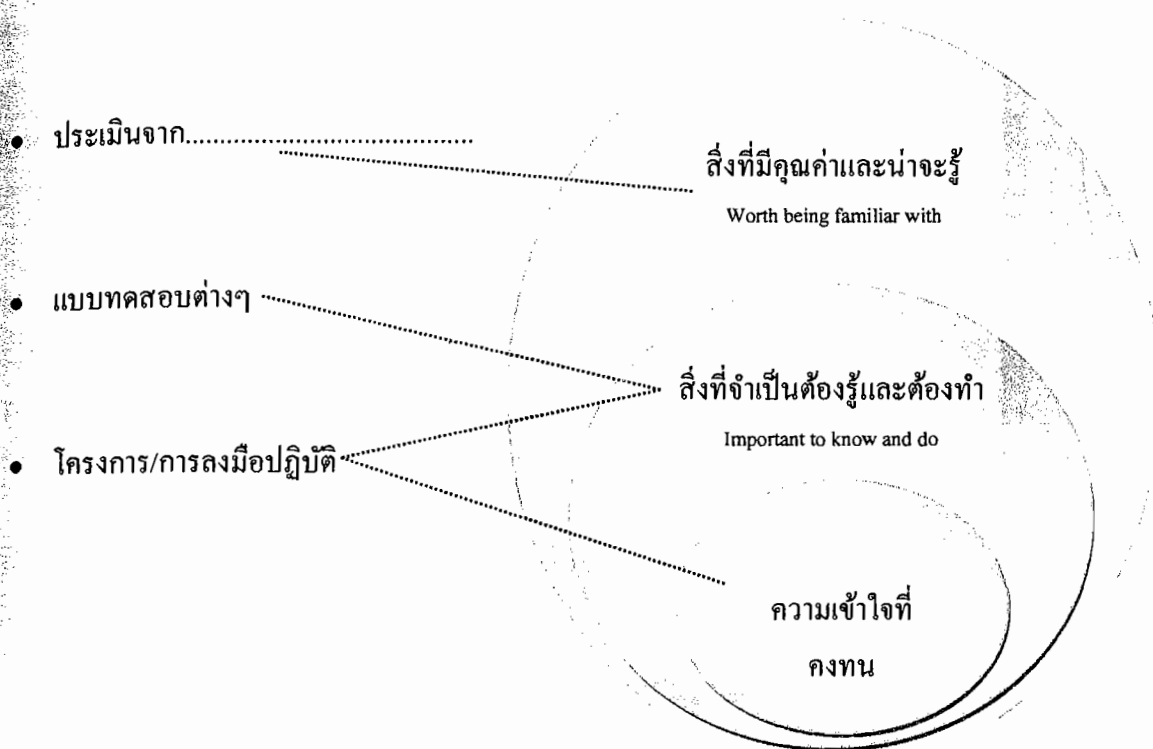 • ประเมินจาก.......................................
สิ่งที่มีคุณค่าและน่าจะรู้
Worth being familiar with
• แบบทดสอบต่างๆ
สิ่งที่จำเป็นต้องรู้และต้องทำ
Important to know and do
• โครงการ/การลงมือปฏิบัติ
ความเข้าใจที่
คงทน